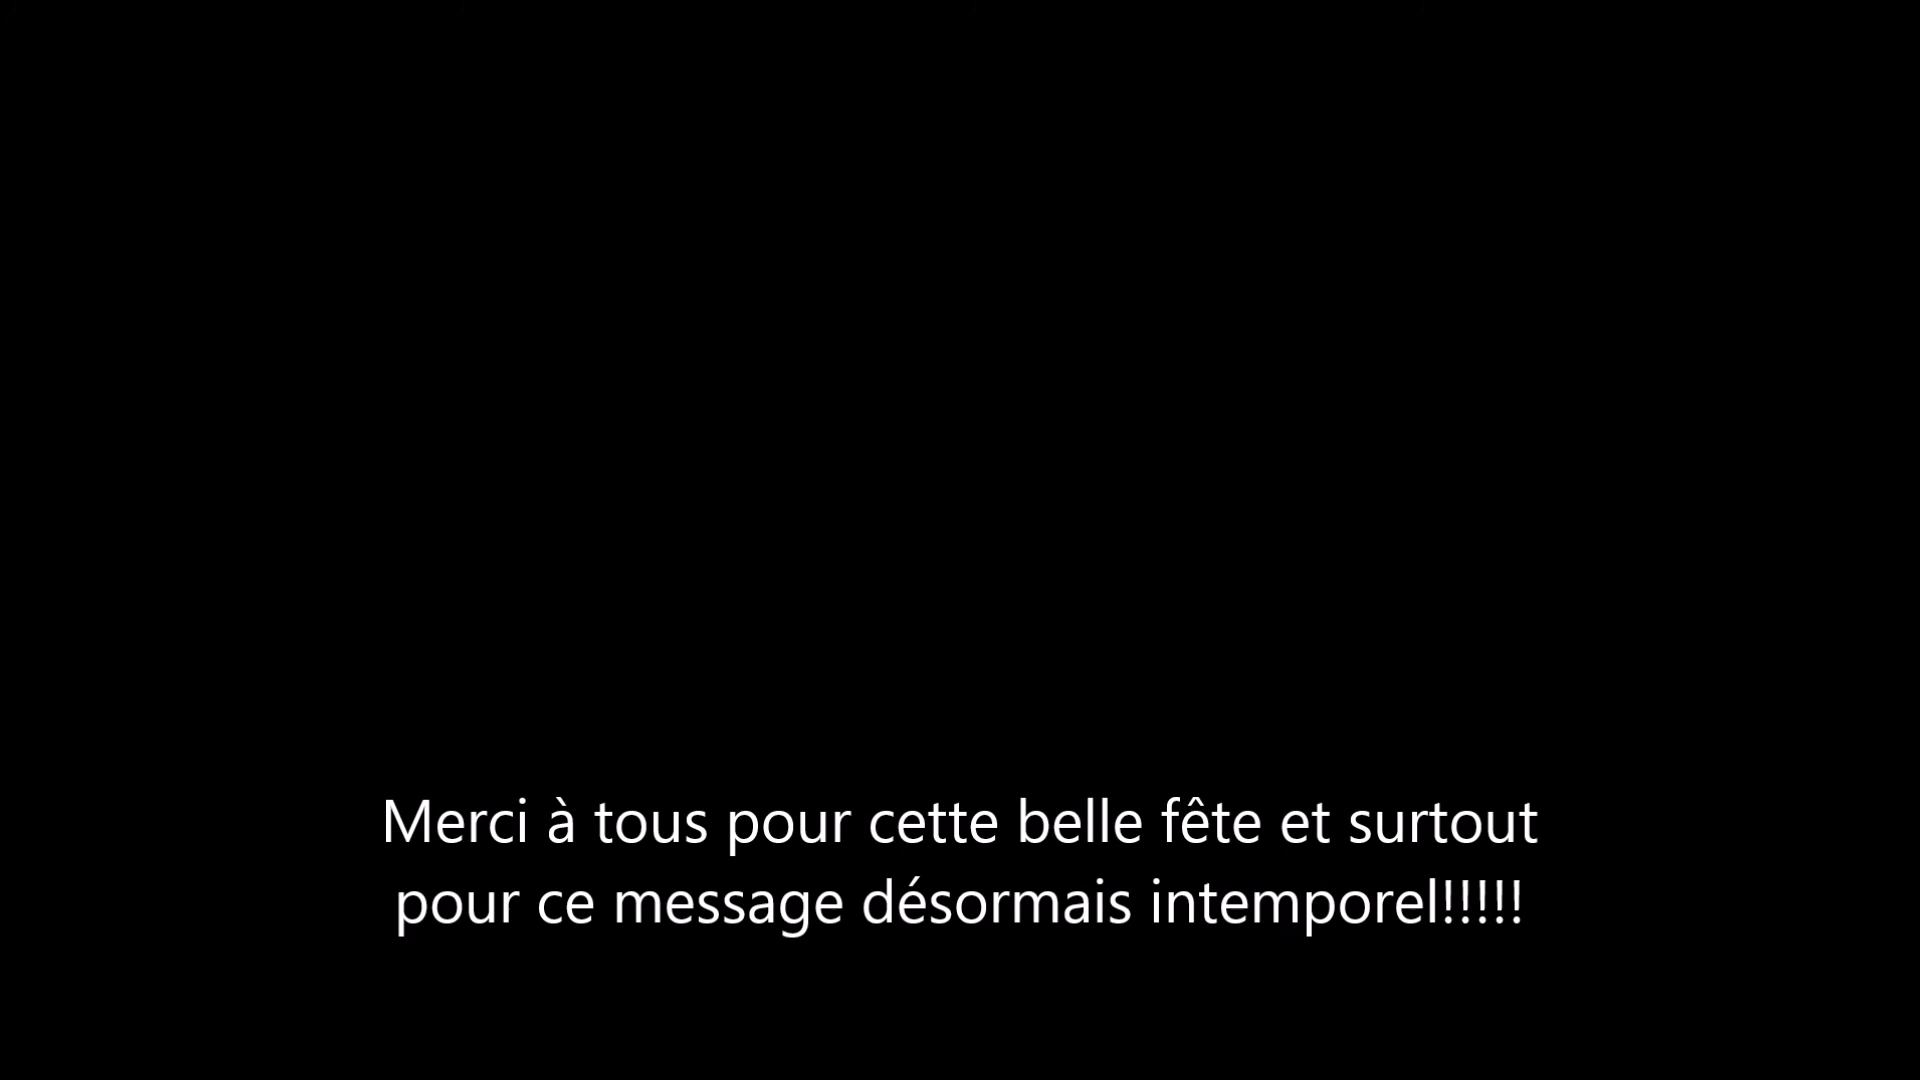 Merci à tous pour cette belle fête et surtout
pour ce message désormais intemporel!!!!!